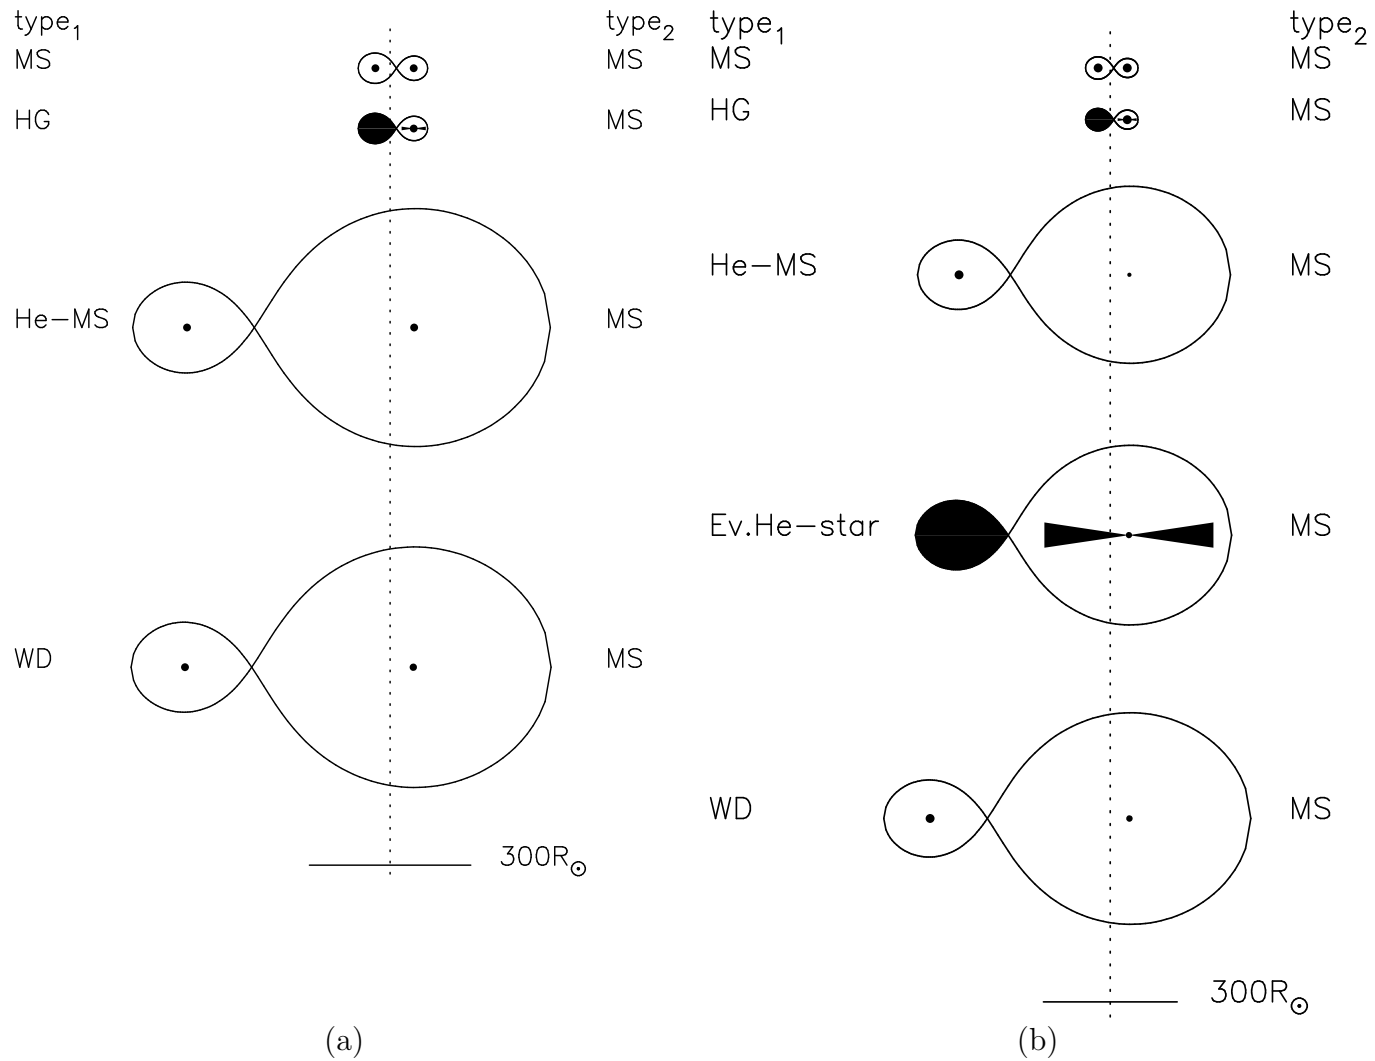 type₁ type₂
MS MS
HG MS
He−MS MS
WD MS
300R☉
(a)
type₁ type₂
MS MS
HG MS
He−MS MS
Ev.He−star MS
WD MS
300R☉
(b)